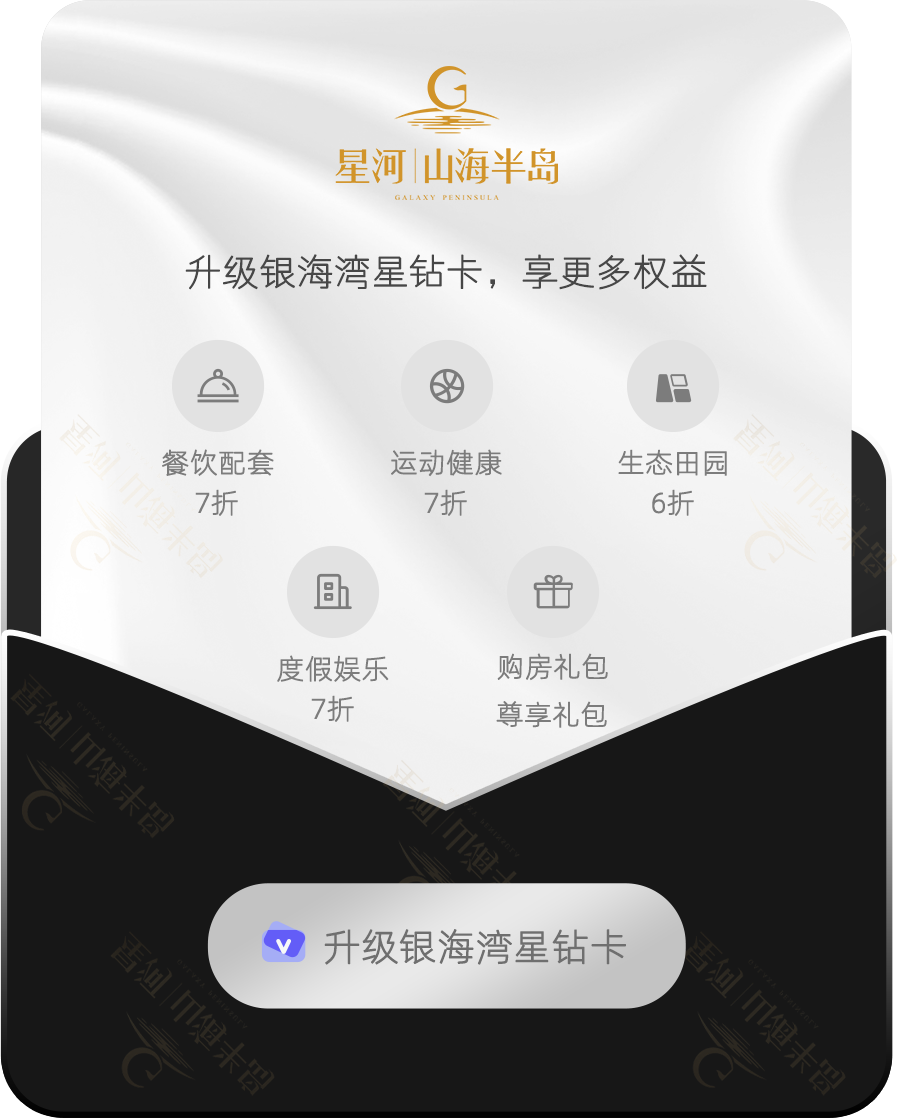 星河 山海半岛
GALAXY PENINSULA
升级银海湾星钻卡，享更多权益
餐饮配套 运动健康 生态田园
7折 7折 6折
度假娱乐 购房礼包
7折 尊享礼包
升级银海湾星钻卡